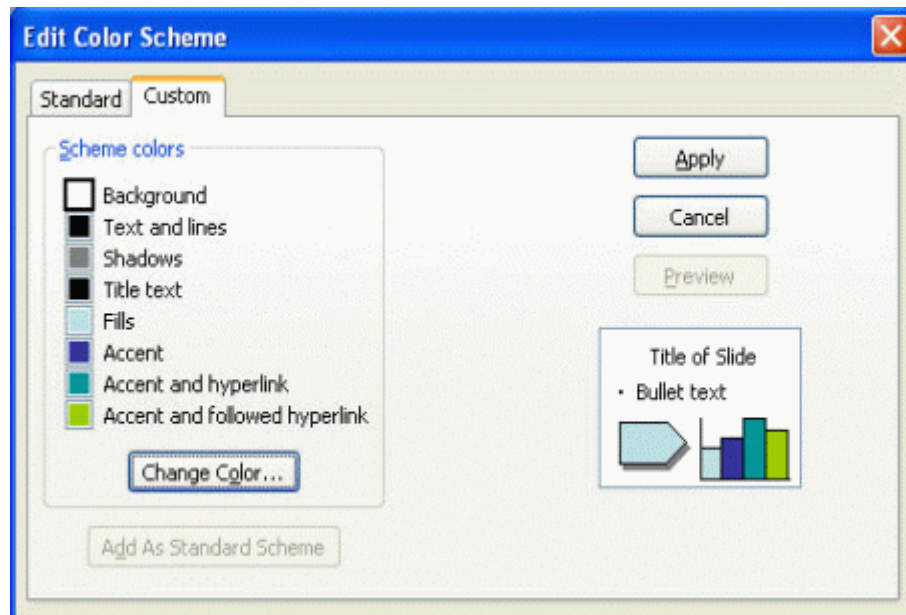 Edit Color Scheme
Standard
Custom
Scheme colors
Background
Text and lines
Shadows
Title text
Fills
Accent
Accent and hyperlink
Accent and followed hyperlink
Change Color...
Add As Standard Scheme
Apply
Cancel
Preview
Title of Slide
• Bullet text